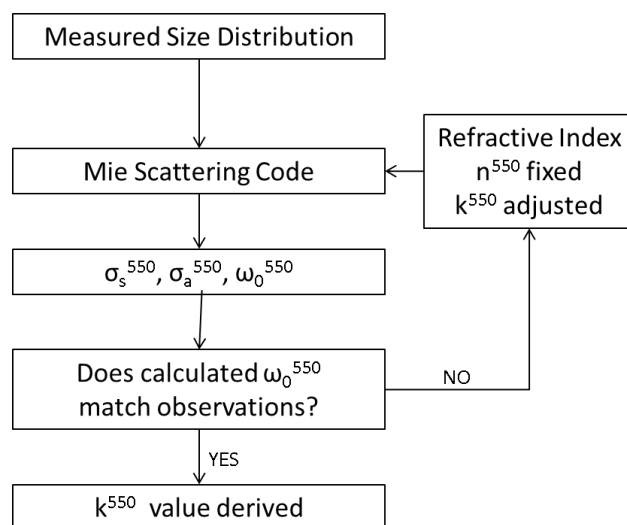 Measured Size Distribution
Mie Scattering Code
Refractive Index
n⁵⁵⁰ fixed
k⁵⁵⁰ adjusted
σₛ⁵⁵⁰, σₐ⁵⁵⁰, ω₀⁵⁵⁰
Does calculated ω₀⁵⁵⁰
match observations?
NO
YES
k⁵⁵⁰ value derived